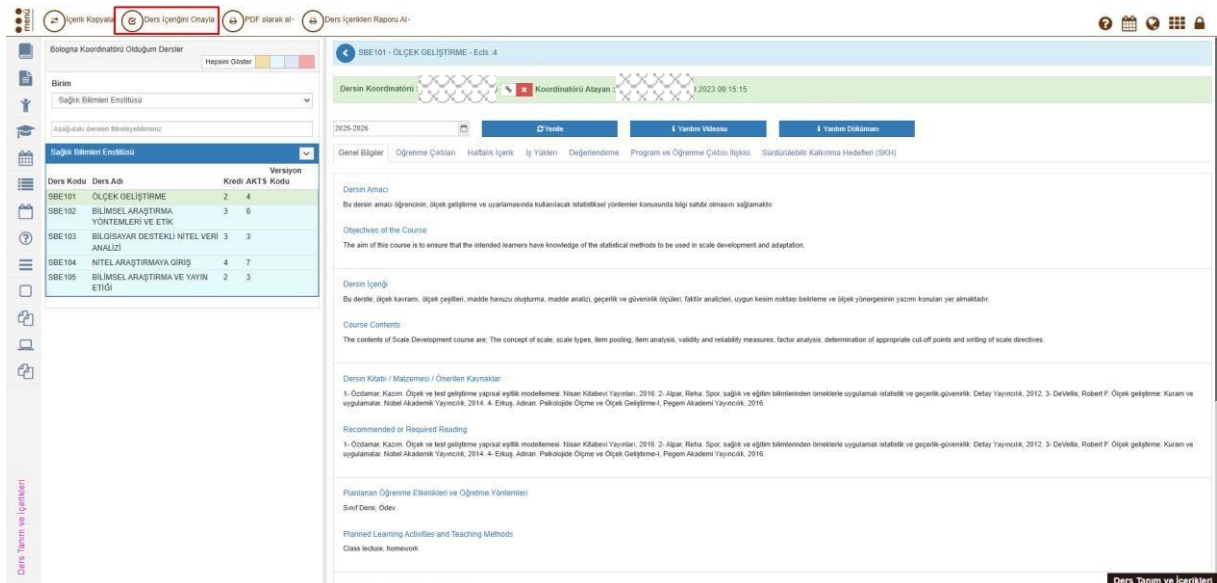 menü
İçerik Kopyala
Ders İçeriğini Onayla
PDF olarak al-
Ders İçerikleri Raporu Al-
Bologna Koordinatörü Olduğum Dersler
Hepsini Göster
Birim
Sağlık Bilimleri Enstitüsü
Aşağıdaki dersleri filtreleyebilirsiniz
Sağlık Bilimleri Enstitüsü
Ders Kodu Ders Adı Kredi AKTS Versiyon Kodu
SBE101 ÖLÇEK GELİŞTİRME 2 4
SBE102 BİLİMSEL ARAŞTIRMA YÖNTEMLERİ VE ETİK 3 6
SBE103 BİLGİSAYAR DESTEKLİ NİTEL VERİ ANALİZİ 3 3
SBE104 NİTEL ARAŞTIRMAYA GİRİŞ 4 7
SBE105 BİLİMSEL ARAŞTIRMA VE YAYIN ETİĞİ 2 3
Ders Tanım ve İçerikleri
SBE101 - ÖLÇEK GELİŞTİRME - Ects :4
Dersin Koordinatörü : Koordinatörü Atayan : .2023 09:15:15
2025-2026
Yenile
Yardım Videosu
Yardım Dökümanı
Genel Bilgiler Öğrenme Çıktıları Haftalık İçerik İş Yükleri Değerlendirme Program ve Öğrenme Çıktısı İlişkisi Sürdürülebilir Kalkınma Hedefleri (SKH)
Dersin Amacı
Bu dersin amacı öğrencinin, ölçek geliştirme ve uyarlamasında kullanılacak istatistiksel yöntemler konusunda bilgi sahibi olmasını sağlamaktır.
Objectives of the Course
The aim of this course is to ensure that the intended learners have knowledge of the statistical methods to be used in scale development and adaptation.
Dersin İçeriği
Bu derste; ölçek kavramı, ölçek çeşitleri, madde havuzu oluşturma, madde analizi, geçerlik ve güvenirlik ölçüleri, faktör analizleri, uygun kesim noktası belirleme ve ölçek yönergesinin yazımı konuları yer almaktadır.
Course Contents
The contents of Scale Development course are; The concept of scale, scale types, item pooling, item analysis, validity and reliability measures, factor analysis, determination of appropriate cut-off points and writing of scale directives.
Dersin Kitabı / Malzemesi / Önerilen Kaynaklar
1- Özdamar, Kazım. Ölçek ve test geliştirme yapısal eşitlik modellemesi. Nisan Kitabevi Yayınları, 2016. 2- Alpar, Reha. Spor, sağlık ve eğitim bilimlerinden örneklerle uygulamalı istatistik ve geçerlik-güvenirlik. Detay Yayıncılık, 2012. 3- DeVellis, Robert F. Ölçek geliştirme: Kuram ve
uygulamalar. Nobel Akademik Yayıncılık, 2014. 4- Erkuş, Adnan. Psikolojide Ölçme ve Ölçek Geliştirme-I, Pegem Akademi Yayıncılık, 2016.
Recommended or Required Reading
1- Özdamar, Kazım. Ölçek ve test geliştirme yapısal eşitlik modellemesi. Nisan Kitabevi Yayınları, 2016. 2- Alpar, Reha. Spor, sağlık ve eğitim bilimlerinden örneklerle uygulamalı istatistik ve geçerlik-güvenirlik. Detay Yayıncılık, 2012. 3- DeVellis, Robert F. Ölçek geliştirme: Kuram ve
uygulamalar. Nobel Akademik Yayıncılık, 2014. 4- Erkuş, Adnan. Psikolojide Ölçme ve Ölçek Geliştirme-I, Pegem Akademi Yayıncılık, 2016.
Planlanan Öğrenme Etkinlikleri ve Öğretme Yöntemleri
Sınıf Dersi, Ödev
Planned Learning Activities and Teaching Methods
Class lecture, homework
Ders Tanım ve İçerikleri